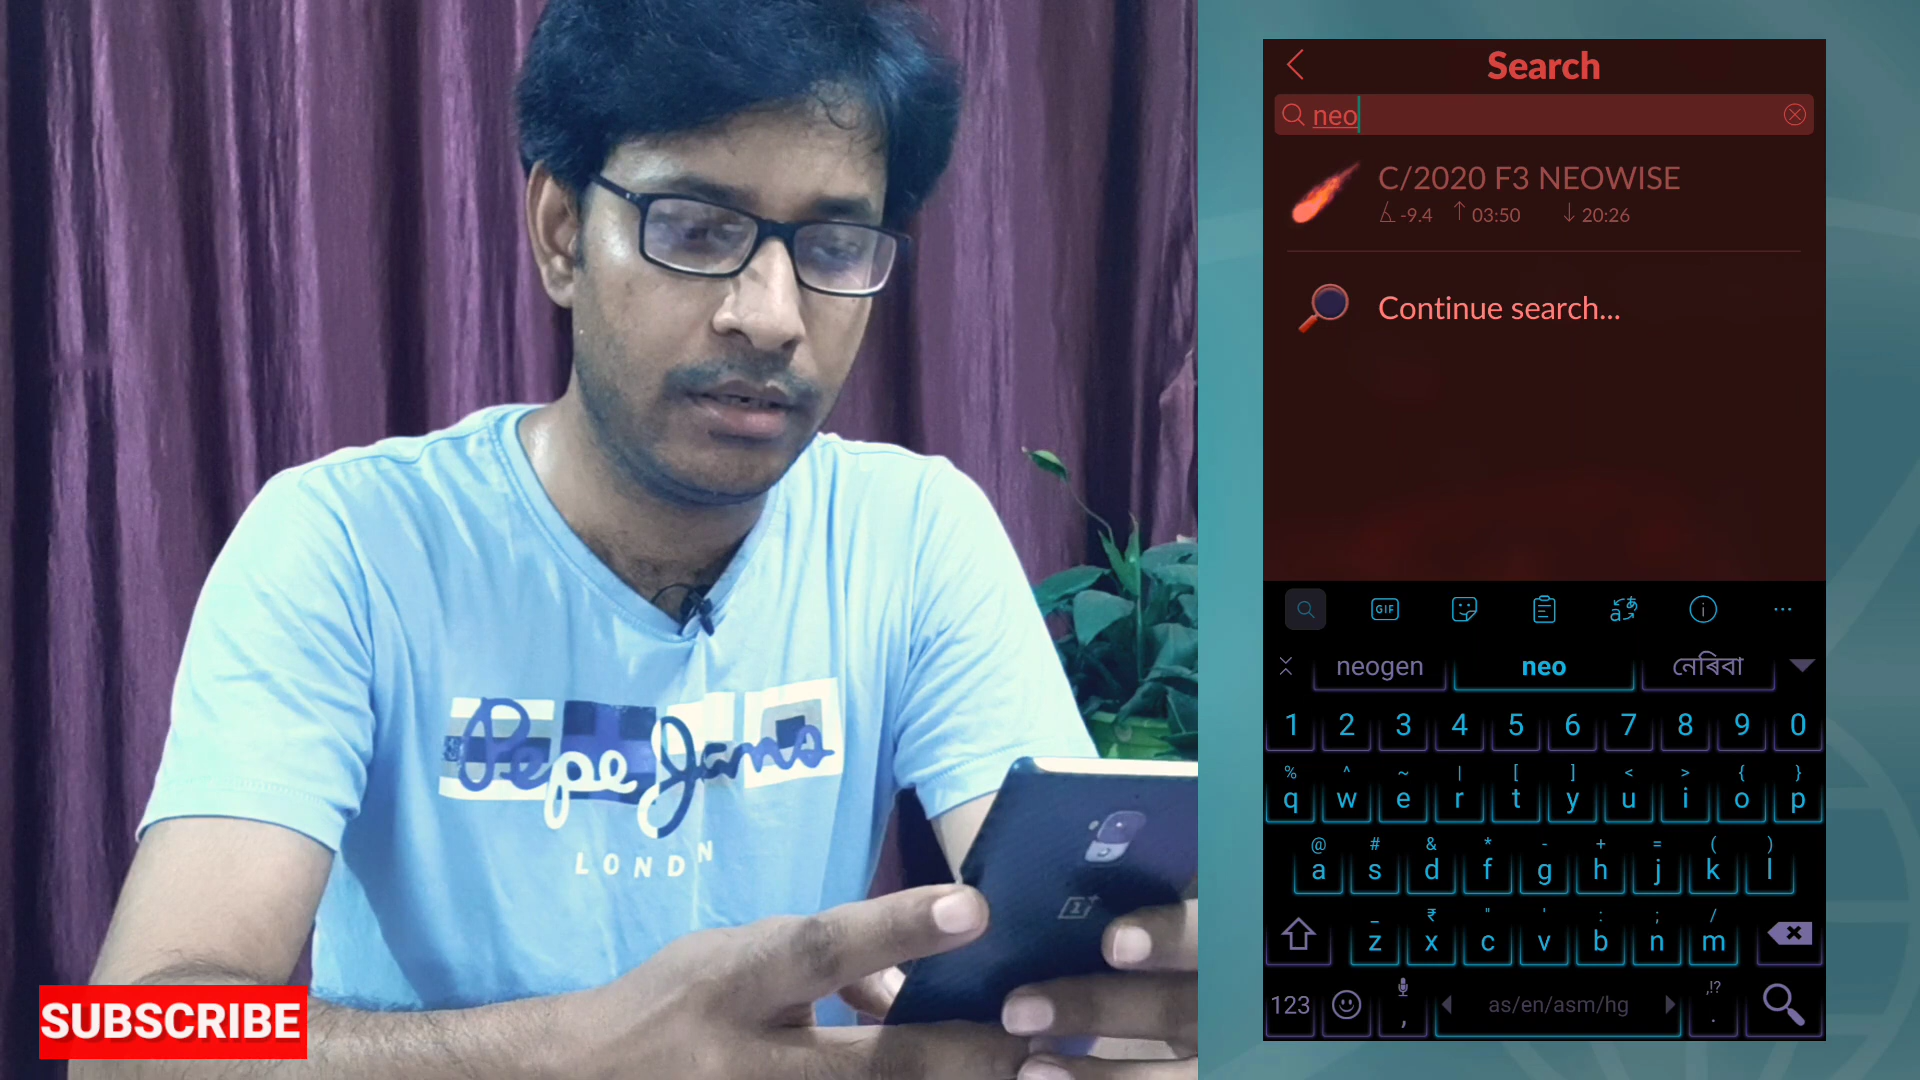 Pepe Jeans
LONDON
SUBSCRIBE
Search
neo
C/2020 F3 NEOWISE
-9.4 ↑ 03:50 ↓ 20:26
Continue search...
GIF
neogen neo নেৰিবা
1 2 3 4 5 6 7 8 9 0
% ^ ~ | [ ] < > { }
q w e r t y u i o p
@ # & * - + = ( )
a s d f g h j k l
_ ₹ " ' : ; /
z x c v b n m
,!?
123 , as/en/asm/hg .